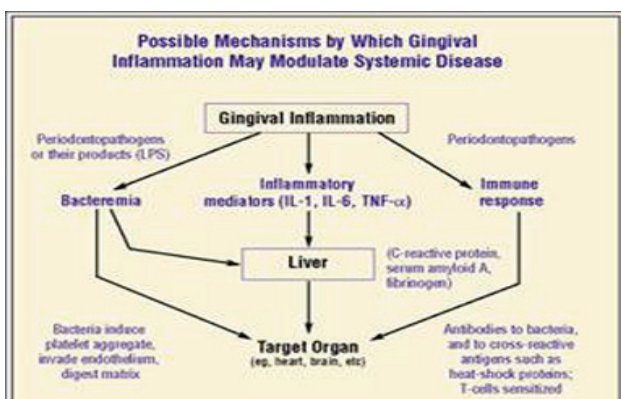 Possible Mechanisms by Which Gingival
Inflammation May Modulate Systemic Disease
Gingival Inflammation
Periodontopathogens
or their products (LPS)
Periodontopathogens
Bacteremia
Inflammatory
mediators (IL-1, IL-6, TNF-α)
Immune
response
Liver
(C-reactive protein,
serum amyloid A,
fibrinogen)
Bacteria induce
platelet aggregate,
invade endothelium,
digest matrix
Target Organ
(eg, heart, brain, etc)
Antibodies to bacteria,
and to cross-reactive
antigens such as
heat-shock proteins;
T-cells sensitized